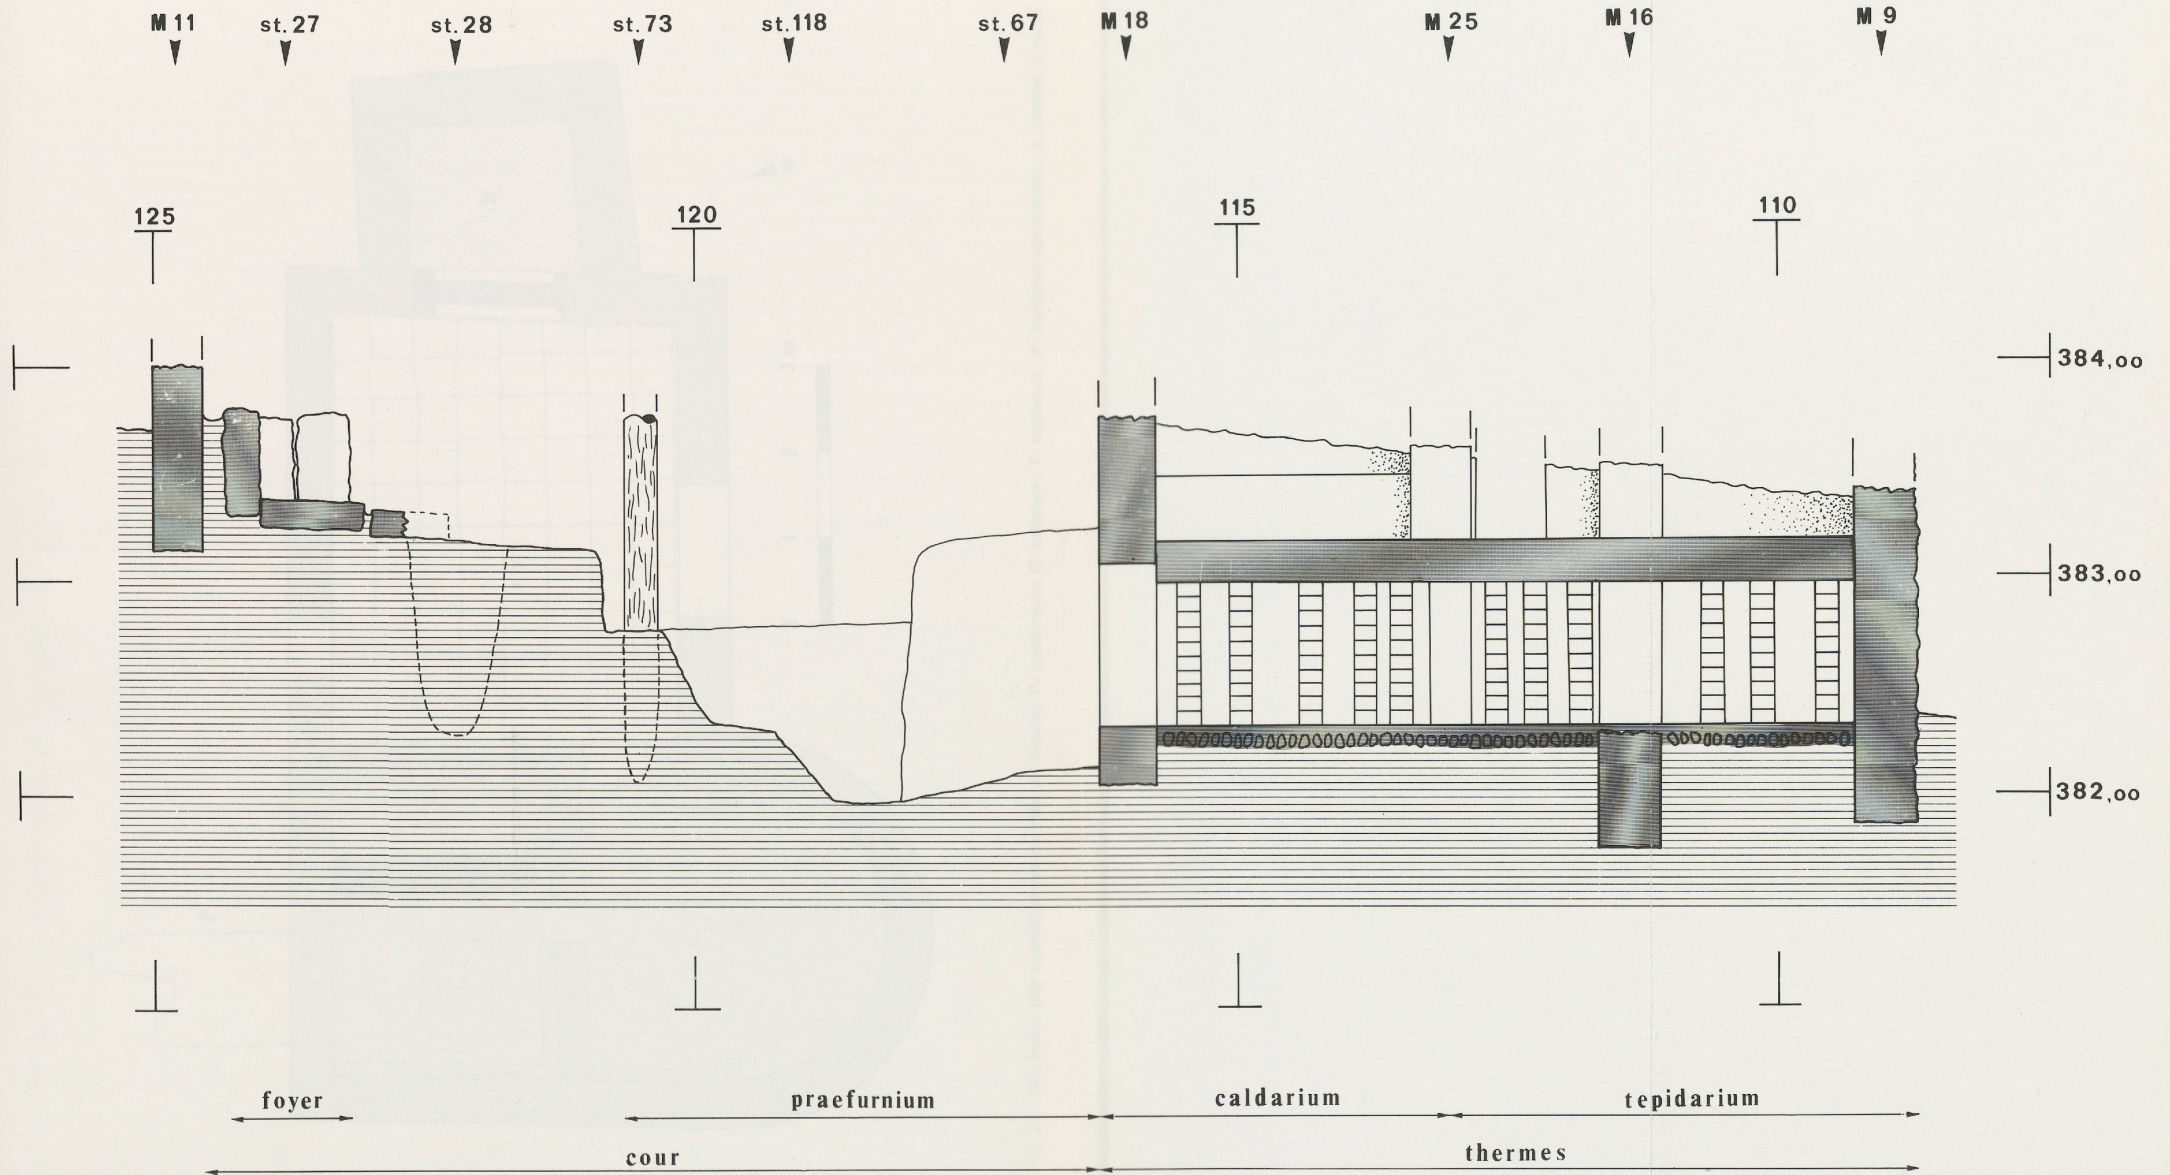 M 11 st.27 st.28 st.73 st.118 st.67 M 18 M 25 M 16 M 9
125 120 115 110
384,oo
383,oo
382,oo
foyer praefurnium caldarium tepidarium
cour thermes